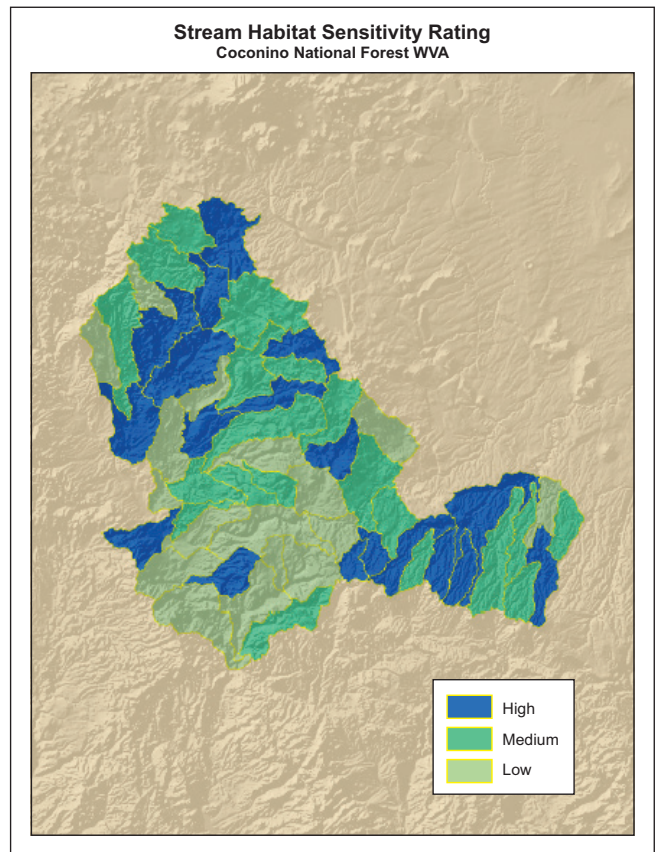 Stream Habitat Sensitivity Rating
Coconino National Forest WVA
High
Medium
Low